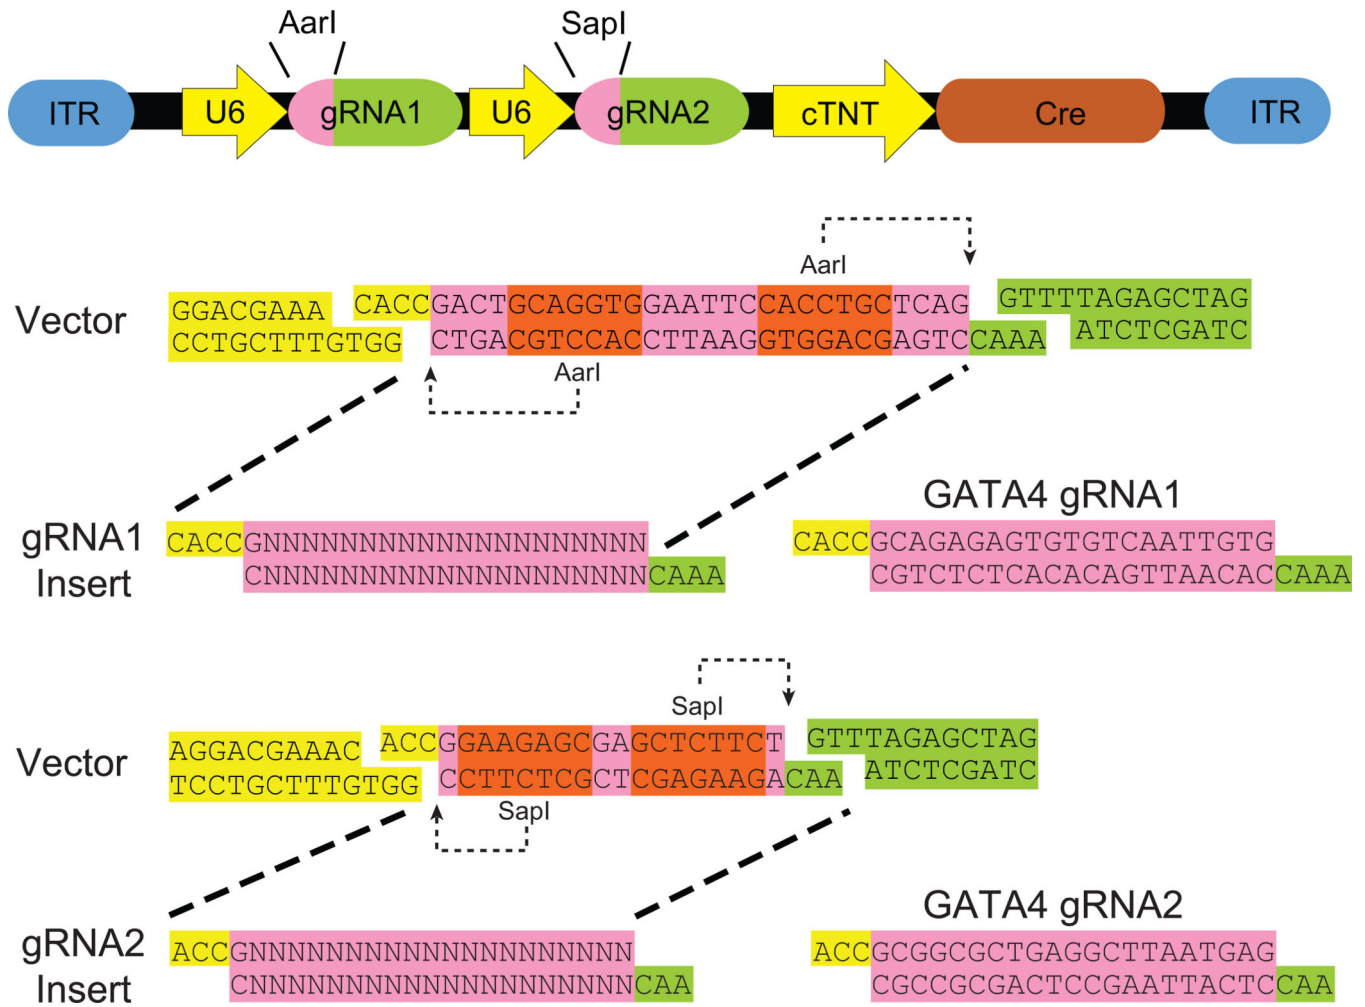 AarI
SapI
ITR
U6
gRNA1
U6
gRNA2
cTNT
Cre
ITR
AarI
Vector
GGACGAAA
CACCGACTGCAGGTGGAATTCCACCTGCTCAG
GTTTTAGAGCTAG
CCTGCTTTGTGG
CTGACGTCCACCTTAAGGTGGACGAGTCCAAA
ATCTCGATC
AarI
gRNA1
Insert
CACCGNNNNNNNNNNNNNNNNNNNN
CNNNNNNNNNNNNNNNNNNNNCAAA
GATA4 gRNA1
CACCGCAGAGAGTGTGTCAATTGTG
CGTCTCTCACACAGTTAACACCAAA
SapI
Vector
AGGACGAAAC
ACCGGAAGAGCGAGCTCTTCT
GTTTAGAGCTAG
TCCTGCTTTGTGG
CCTTCTCGCTCGAGAAGACAA
ATCTCGATC
SapI
gRNA2
Insert
ACCGNNNNNNNNNNNNNNNNNNNN
CNNNNNNNNNNNNNNNNNNNNCAA
GATA4 gRNA2
ACCGCGGCGCTGAGGCTTAATGAG
CGCCGCGACTCCGAATTACTCCAA